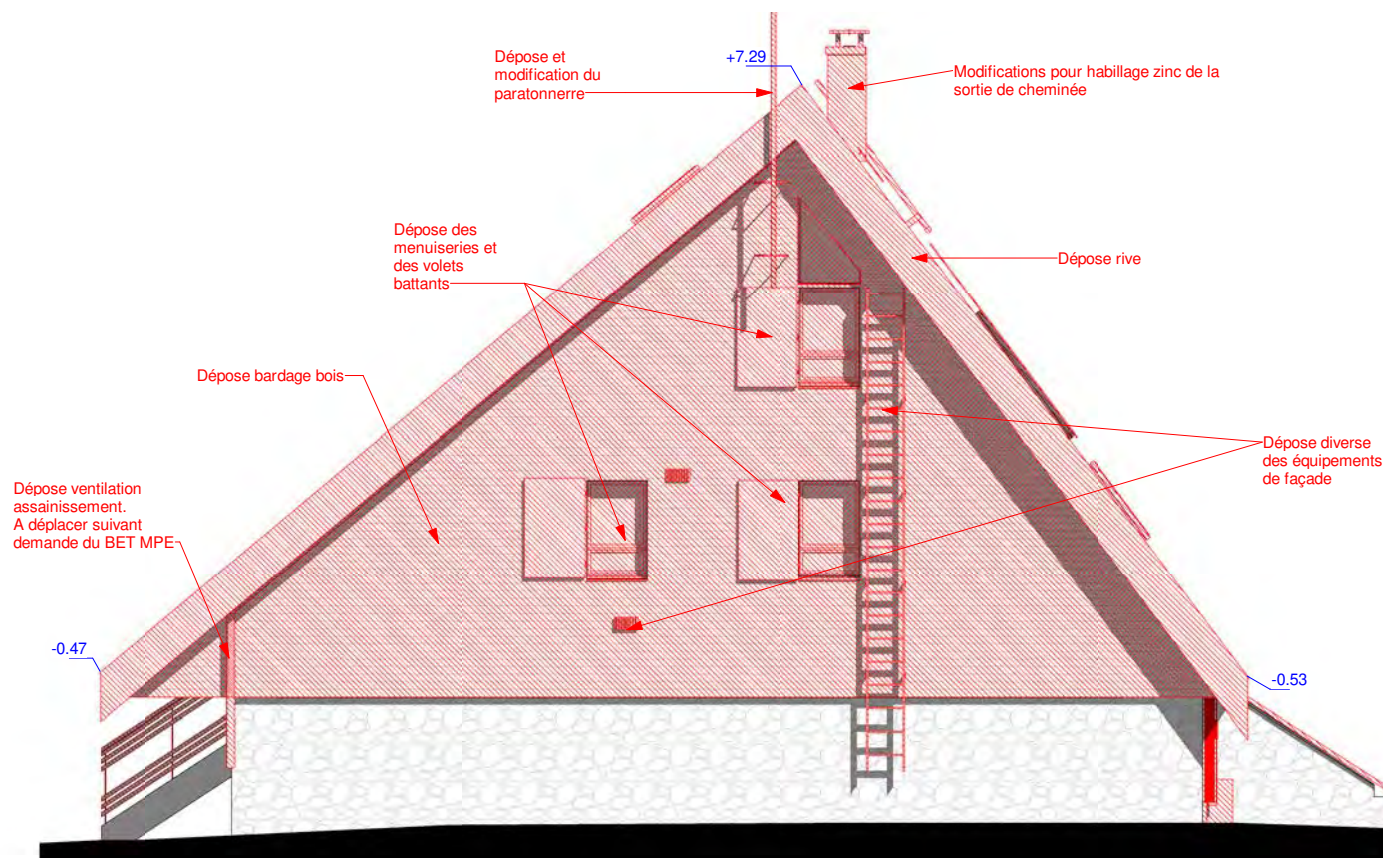 Dépose et
modification du
paratonnerre
+7.29
Modifications pour habillage zinc de la
sortie de cheminée
Dépose des
menuiseries et
des volets
battants
Dépose rive
Dépose bardage bois
Dépose diverse
des équipements
de façade
Dépose ventilation
assainissement.
A déplacer suivant
demande du BET MPE
-0.47
-0.53